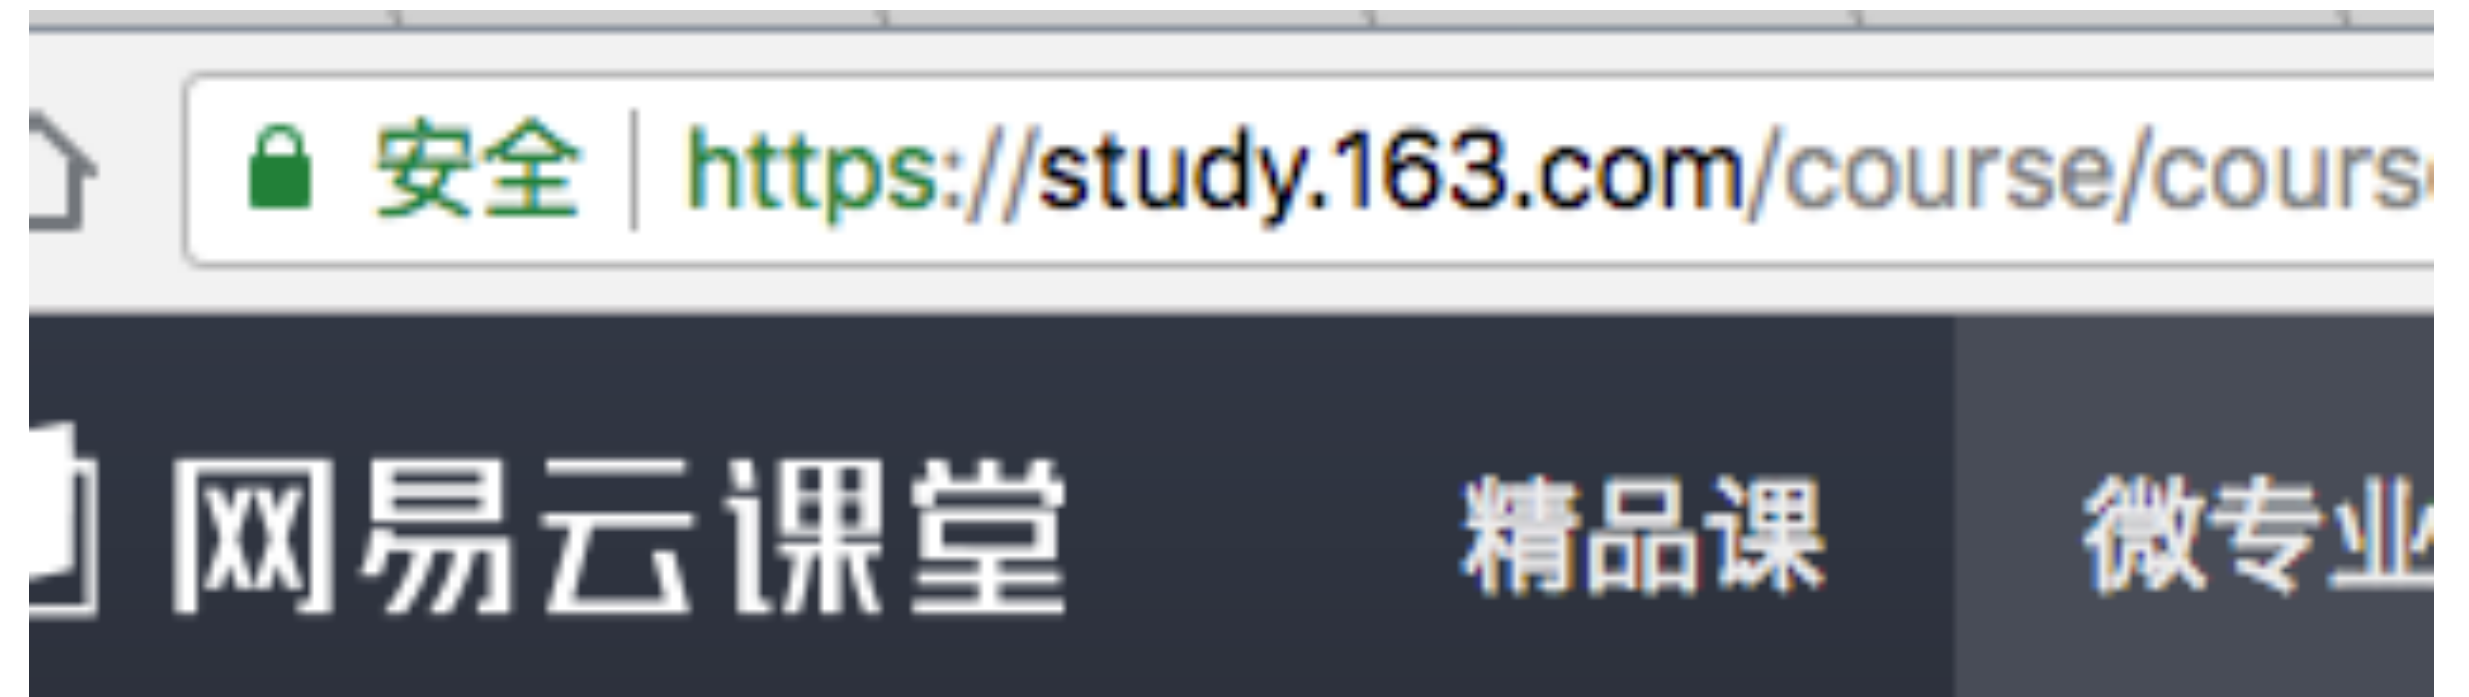 安全 https://study.163.com/course/cours
网易云课堂 精品课 微专业